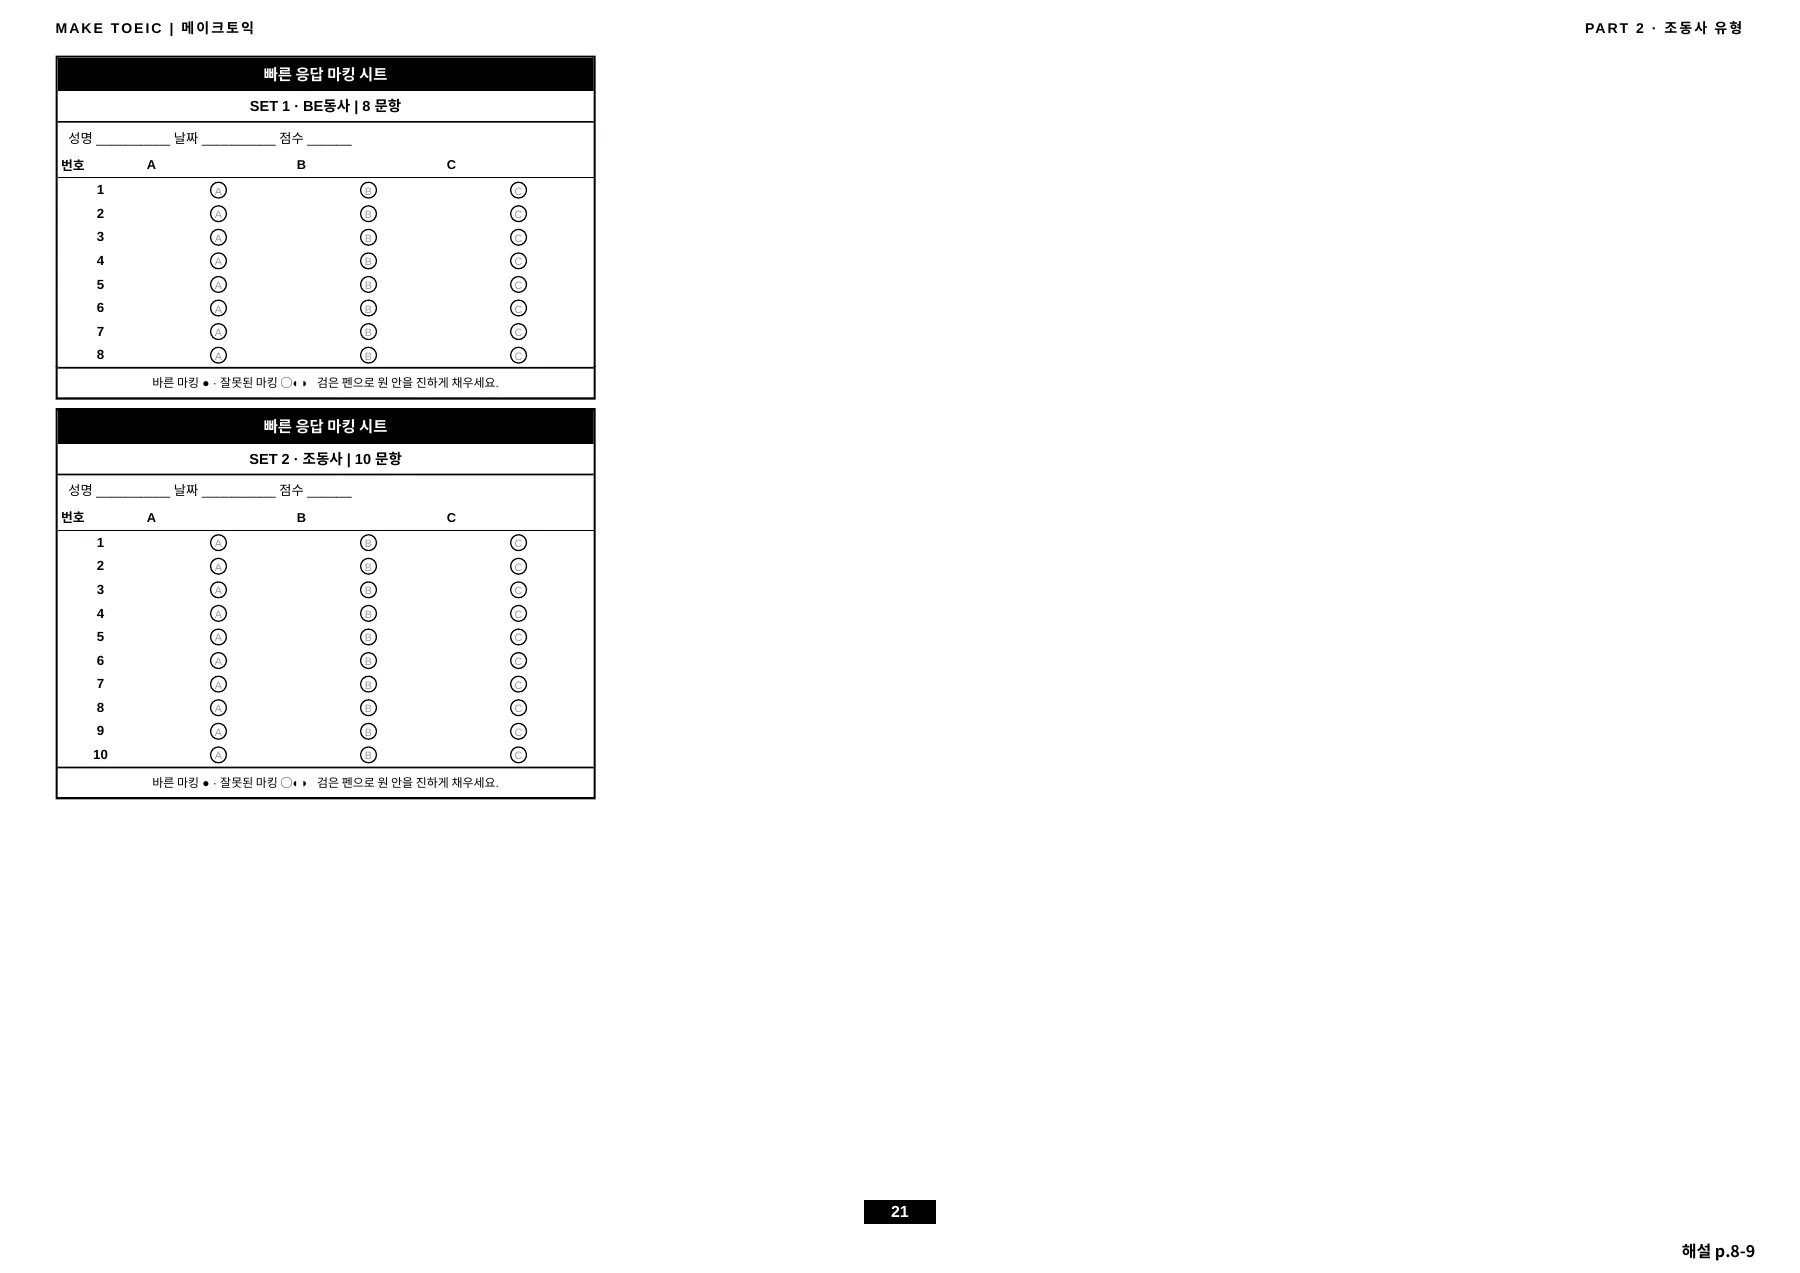 MAKE TOEIC | 메이크토익
PART 2 · 조동사 유형
빠른 응답 마킹 시트
SET 1 · BE동사 | 8 문항
성명 __________ 날짜 __________ 점수 ______
번호 A B C
1 A B C
2 A B C
3 A B C
4 A B C
5 A B C
6 A B C
7 A B C
8 A B C
바른 마킹 ● · 잘못된 마킹 ◯◖◗ 검은 펜으로 원 안을 진하게 채우세요.
빠른 응답 마킹 시트
SET 2 · 조동사 | 10 문항
성명 __________ 날짜 __________ 점수 ______
번호 A B C
1 A B C
2 A B C
3 A B C
4 A B C
5 A B C
6 A B C
7 A B C
8 A B C
9 A B C
10 A B C
바른 마킹 ● · 잘못된 마킹 ◯◖◗ 검은 펜으로 원 안을 진하게 채우세요.
21
해설 p.8-9